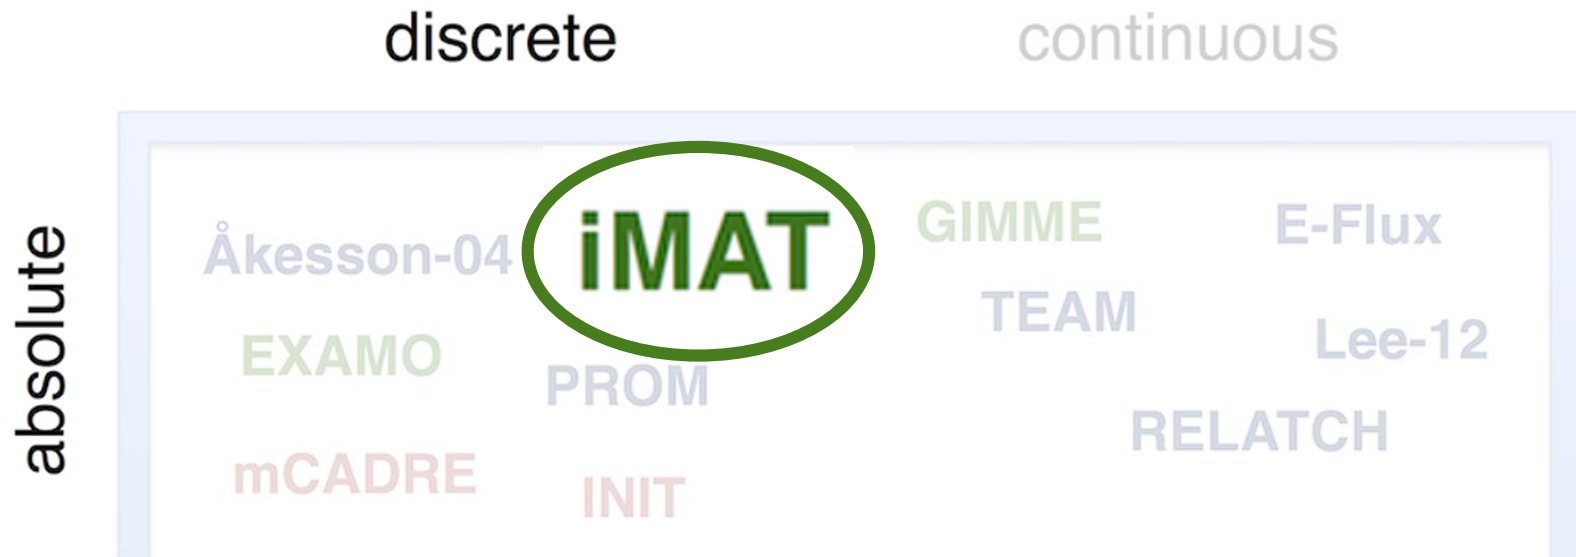 discrete
continuous
absolute
Åkesson-04
iMAT
GIMME
E-Flux
TEAM
Lee-12
EXAMO
PROM
RELATCH
mCADRE
INIT